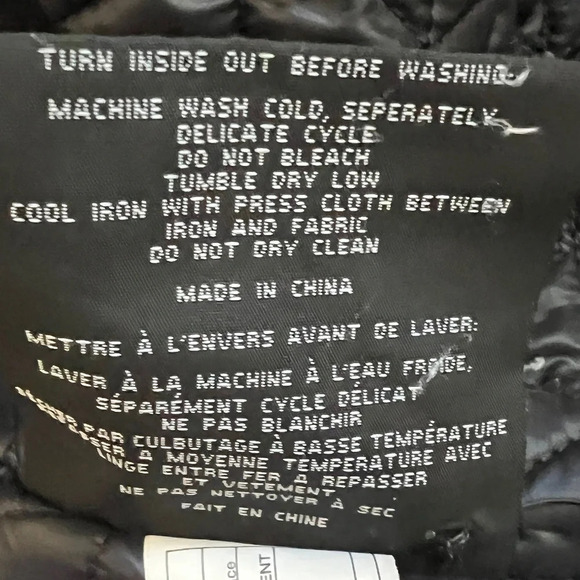 TURN INSIDE OUT BEFORE WASHING
MACHINE WASH COLD, SEPERATELY
DELICATE CYCLE
DO NOT BLEACH
TUMBLE DRY LOW
COOL IRON WITH PRESS CLOTH BETWEEN
IRON AND FABRIC
DO NOT DRY CLEAN
MADE IN CHINA
METTRE À L'ENVERS AVANT DE LAVER:
LAVER À LA MACHINE À L'EAU FROIDE,
SÉPARÉMENT CYCLE DÉLICAT
NE PAS BLANCHIR
PAR CULBUTAGE À BASSE TEMPÉRATURE
A MOYENNE TEMPERATURE AVEC
LINGE ENTRE FER A REPASSER
ET VETEMENT
NE PAS NETTOYER À SEC
FAIT EN CHINE